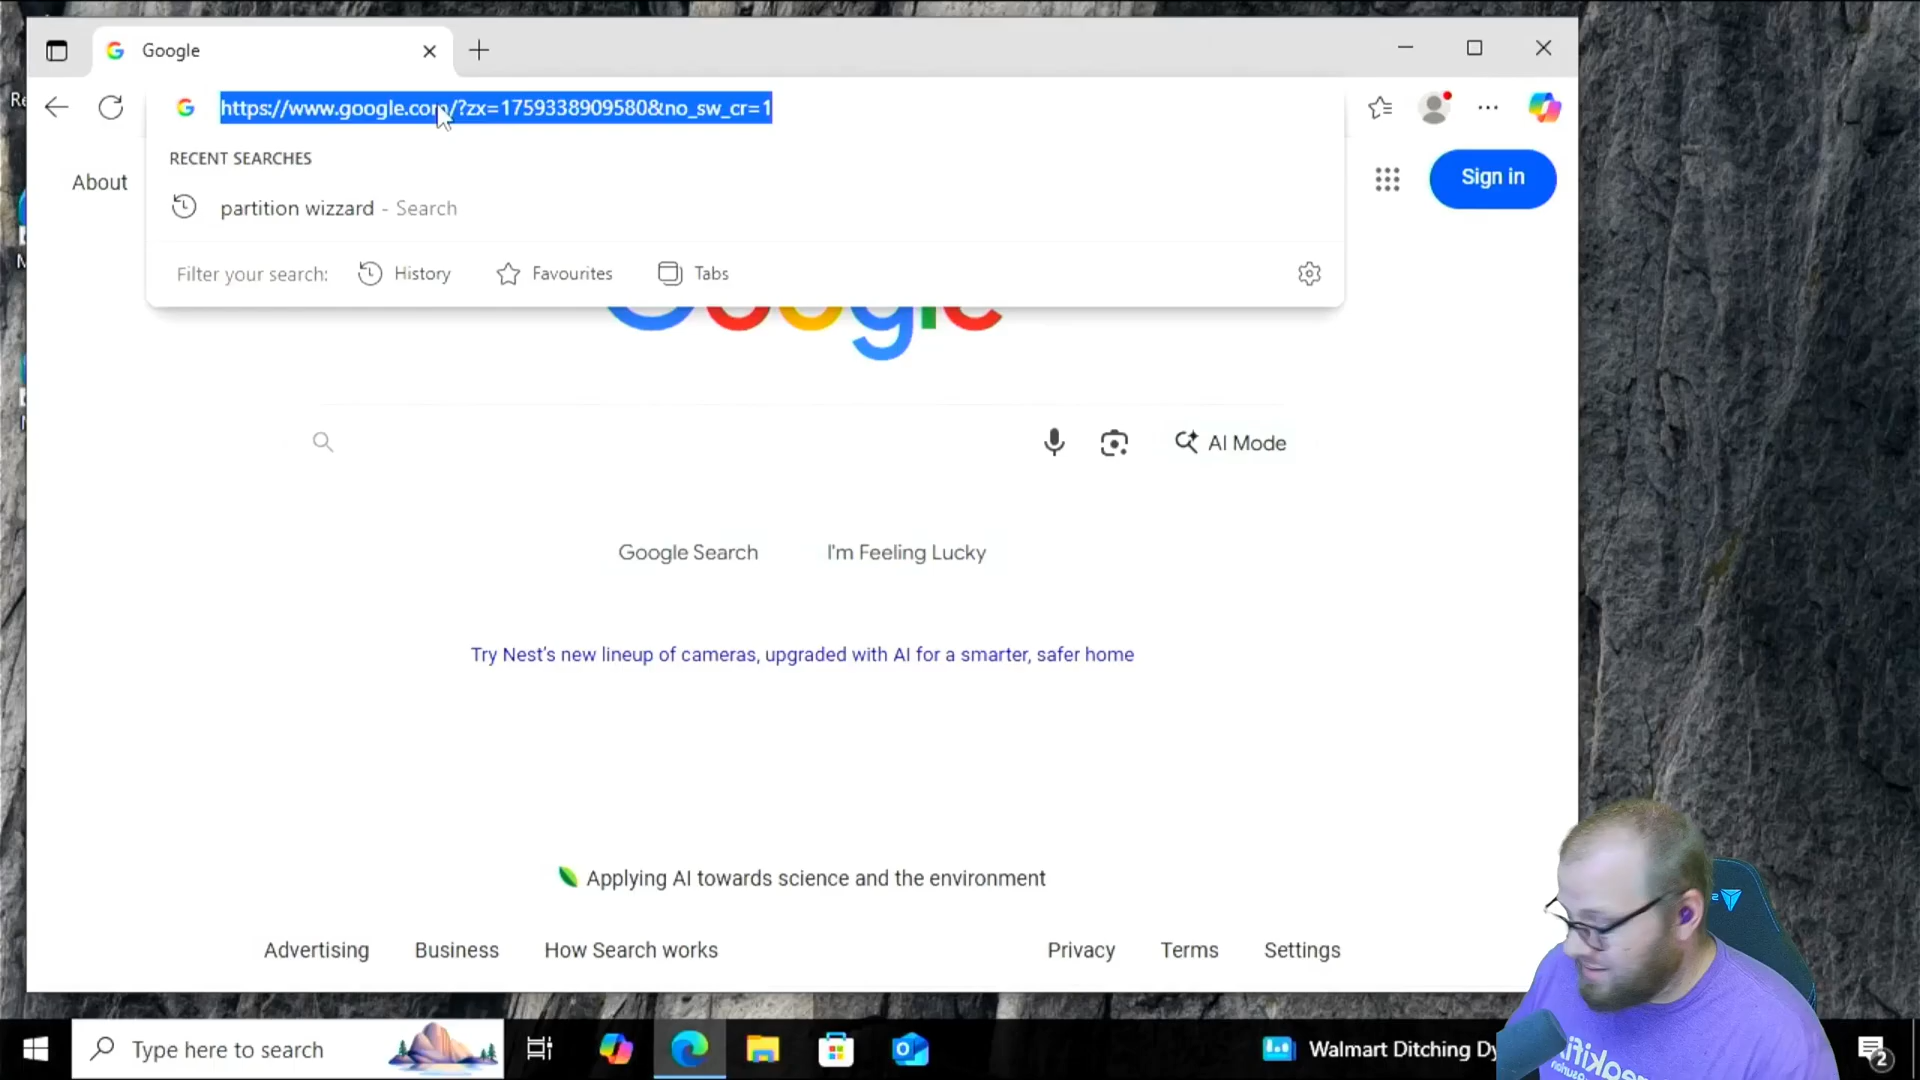 Google
https://www.google.com/?zx=1759338909580&no_sw_cr=1
RECENT SEARCHES
About
partition wizzard - Search
Sign in
Filter your search:
History
Favourites
Tabs
Google
AI Mode
Google Search
I'm Feeling Lucky
Try Nest's new lineup of cameras, upgraded with AI for a smarter, safer home
Applying AI towards science and the environment
Advertising
Business
How Search works
Privacy
Terms
Settings
Type here to search
Walmart Ditching Dy
2